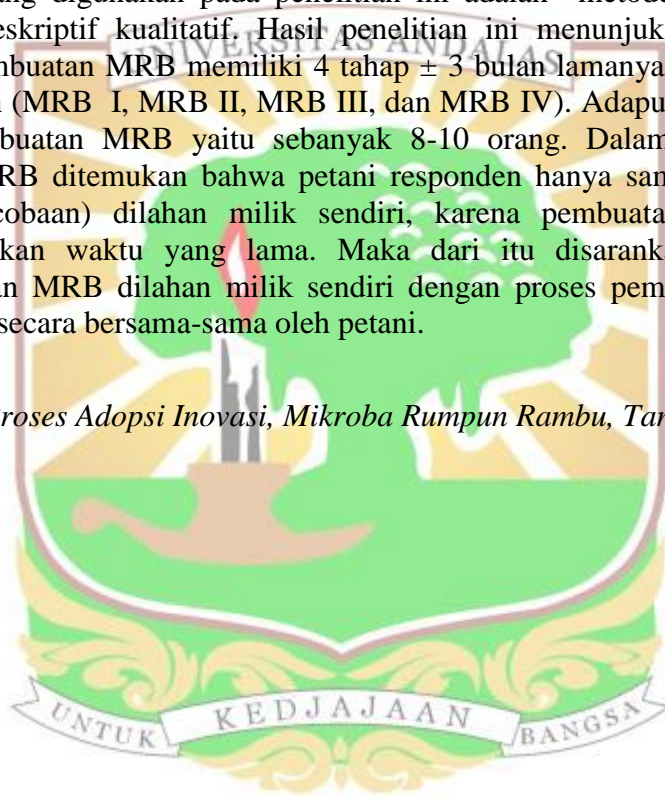 ng digunakan pada penelitian ini adalah metode
eskriptif kualitatif. Hasil penelitian ini menunjuk
UNIVERSITAS ANDALAS
mbuatan MRB memiliki 4 tahap ± 3 bulan lamanya
n (MRB I, MRB II, MRB III, dan MRB IV). Adapu
buatan MRB yaitu sebanyak 8-10 orang. Dalam
RB ditemukan bahwa petani responden hanya sam
cobaan) dilahan milik sendiri, karena pembuata
kan waktu yang lama. Maka dari itu disarank
an MRB dilahan milik sendiri dengan proses pem
secara bersama-sama oleh petani.
Proses Adopsi Inovasi, Mikroba Rumpun Rambu, Tan
UNTUK KEDJAJAAN BANGSA